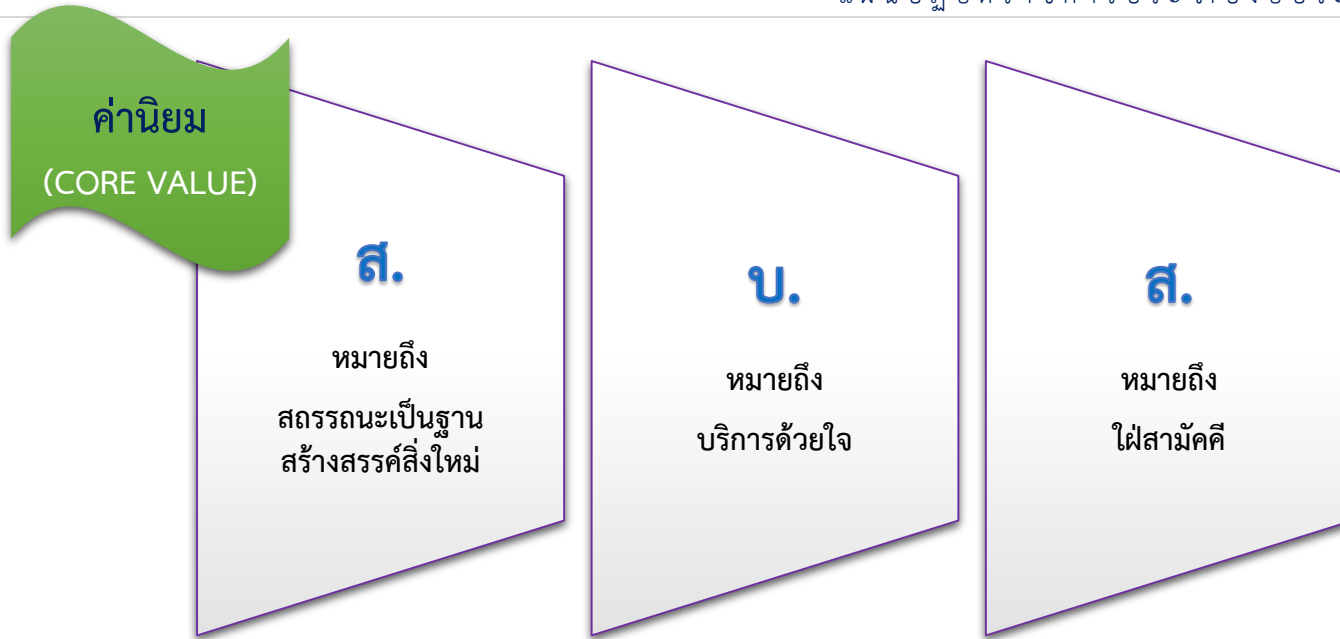 ค่านิยม
(CORE VALUE)
ส.
หมายถึง
สถรรถนะเป็นฐาน
สร้างสรรค์สิ่งใหม่
บ.
หมายถึง
บริการด้วยใจ
ส.
หมายถึง
ใฝ่สามัคคี